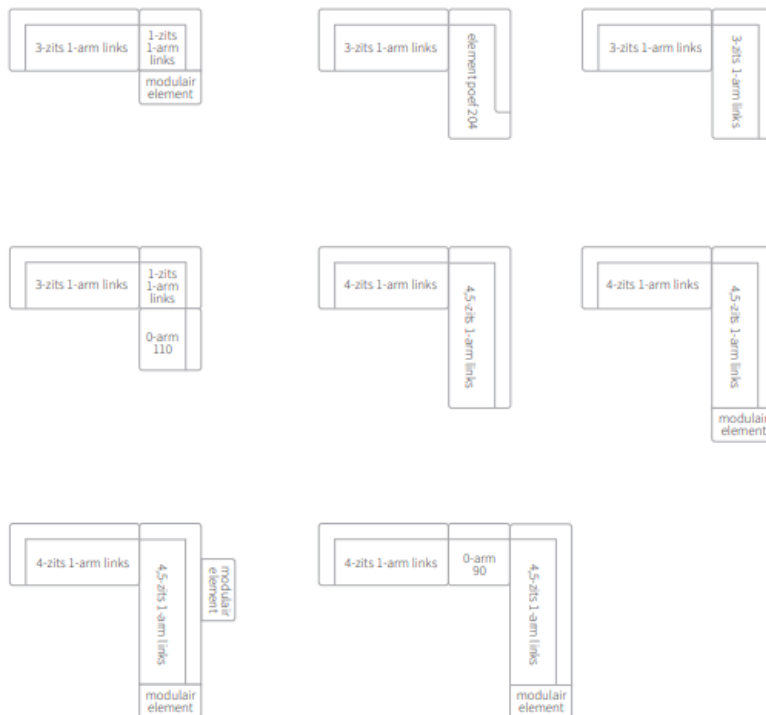 3-zits 1-arm links
1-zits
1-arm
links
modulair
element
3-zits 1-arm links
element poef 204
3-zits 1-arm links
3-zits 1-arm links
3-zits 1-arm links
1-zits
1-arm
links
0-arm
110
4-zits 1-arm links
4,5-zits 1-arm links
4-zits 1-arm links
4,5-zits 1-arm links
modulair
element
4-zits 1-arm links
4,5-zits 1-arm links
modulair
element
modulair
element
4-zits 1-arm links
0-arm
90
4,5-zits 1-arm links
modulair
element